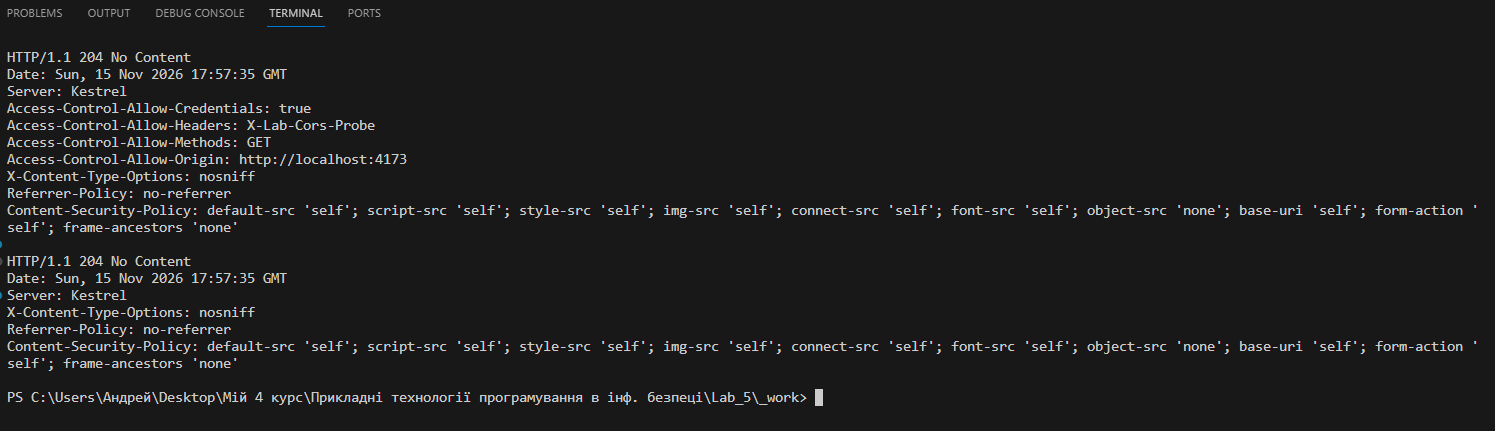 PROBLEMS OUTPUT DEBUG CONSOLE TERMINAL PORTS
HTTP/1.1 204 No Content
Date: Sun, 15 Nov 2026 17:57:35 GMT
Server: Kestrel
Access-Control-Allow-Credentials: true
Access-Control-Allow-Headers: X-Lab-Cors-Probe
Access-Control-Allow-Methods: GET
Access-Control-Allow-Origin: http://localhost:4173
X-Content-Type-Options: nosniff
Referrer-Policy: no-referrer
Content-Security-Policy: default-src 'self'; script-src 'self'; style-src 'self'; img-src 'self'; connect-src 'self'; font-src 'self'; object-src 'none'; base-uri 'self'; form-action '
self'; frame-ancestors 'none'
HTTP/1.1 204 No Content
Date: Sun, 15 Nov 2026 17:57:35 GMT
Server: Kestrel
X-Content-Type-Options: nosniff
Referrer-Policy: no-referrer
Content-Security-Policy: default-src 'self'; script-src 'self'; style-src 'self'; img-src 'self'; connect-src 'self'; font-src 'self'; object-src 'none'; base-uri 'self'; form-action '
self'; frame-ancestors 'none'
PS C:\Users\Андрей\Desktop\Мій 4 курс\Прикладні технології програмування в інф. безпеці\Lab_5\_work>